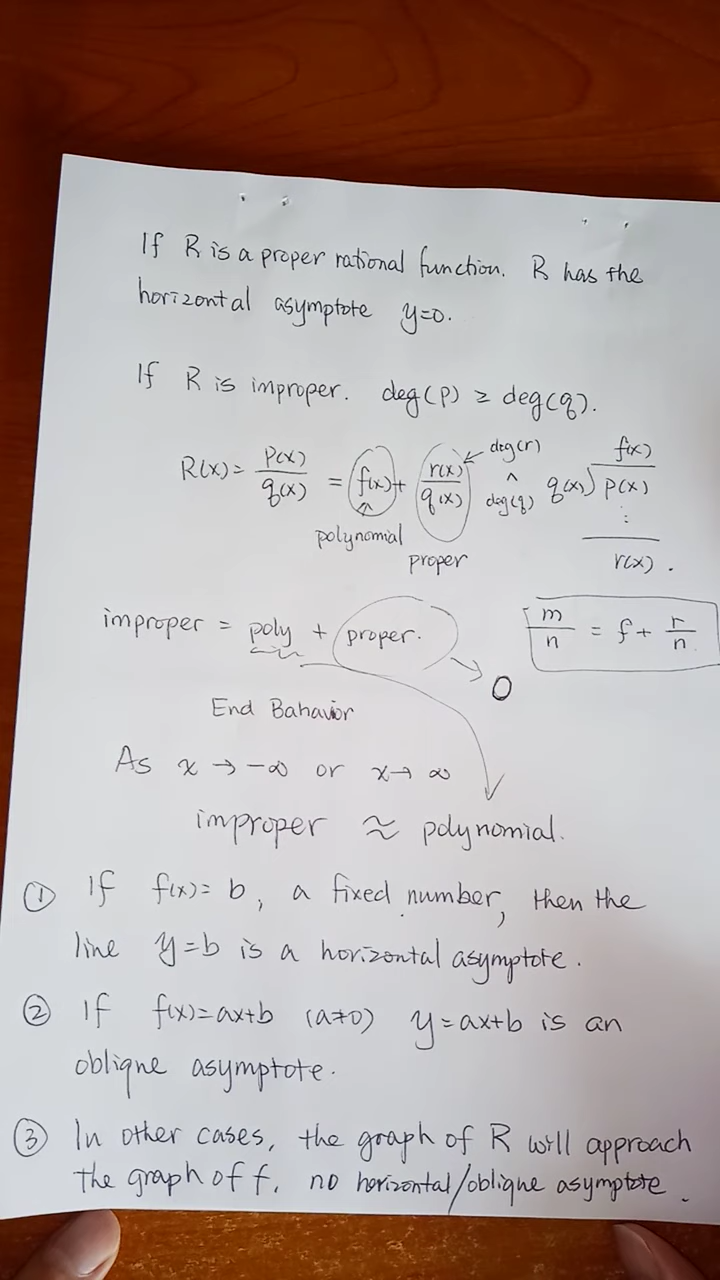 If R is a proper rational function. R has the
horizontal asymptote y=0.
If R is improper. deg(p) ≥ deg(q).
R(x)= p(x)/q(x) = f(x) + r(x)/q(x) ← deg(r) ^ deg(q)
polynomial
proper
f(x)
q(x) ) p(x)
⋮
r(x) .
improper = poly + proper. → 0
m/n = f + r/n
End Bahavior
As x → -∞ or x → ∞
improper ≈ polynomial.
① If f(x)= b, a fixed number, then the
line y=b is a horizontal asymptote.
② If f(x)=ax+b (a≠0) y=ax+b is an
oblique asymptote.
③ In other cases, the graph of R will approach
the graph of f. no horizontal/oblique asymptote.